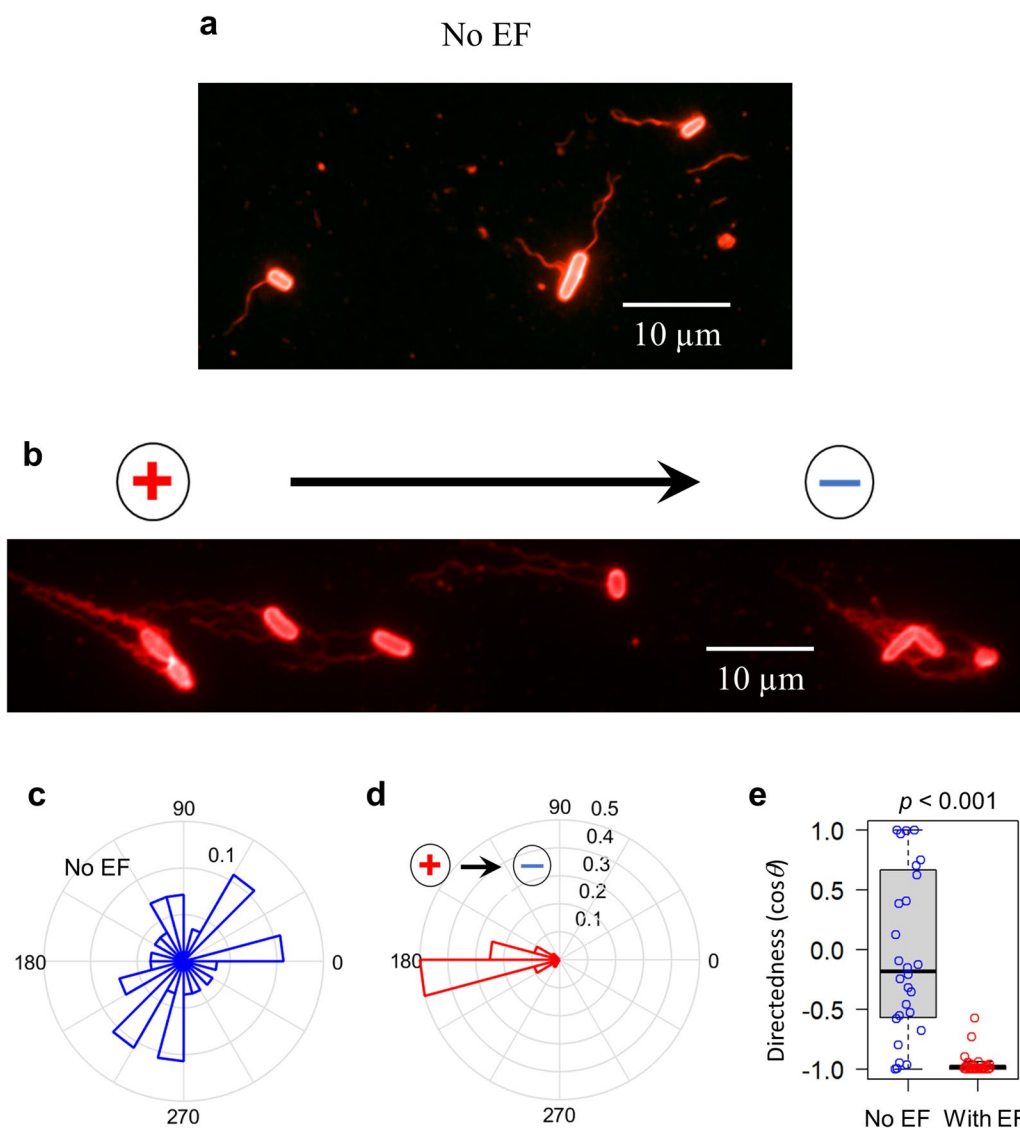 a
No EF
10 µm
b
+
−
10 µm
c
90
No EF
0.1
180
0
270
d
90
0.5
0.4
0.3
0.2
0.1
+
−
180
0
270
e
p < 0.001
Directedness (cosθ)
1.0
0.5
0.0
-0.5
-1.0
No EF With EF